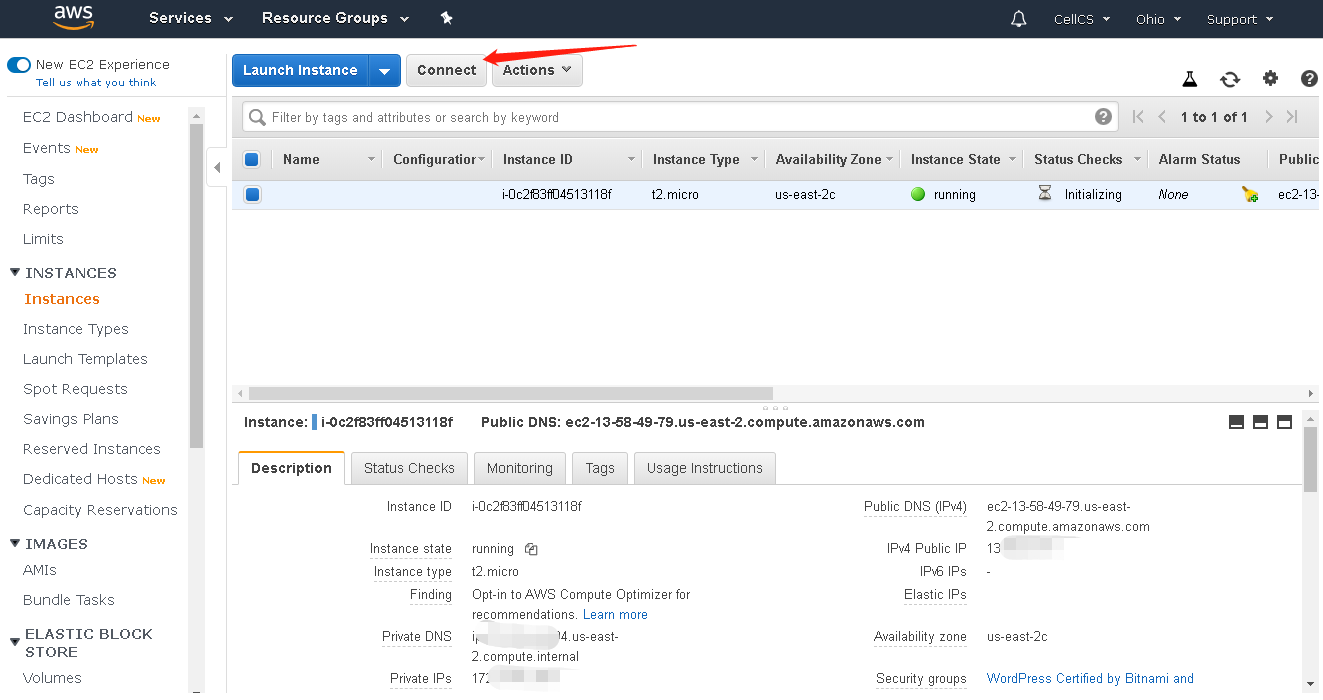 aws Services Resource Groups CellCS Ohio Support
New EC2 Experience
Tell us what you think
Launch Instance Connect Actions
EC2 Dashboard New
Events New
Tags
Reports
Limits
INSTANCES
Instances
Instance Types
Launch Templates
Spot Requests
Savings Plans
Reserved Instances
Dedicated Hosts New
Capacity Reservations
IMAGES
AMIs
Bundle Tasks
ELASTIC BLOCK
STORE
Volumes
Filter by tags and attributes or search by keyword ? 1 to 1 of 1
Name Configuration Instance ID Instance Type Availability Zone Instance State Status Checks Alarm Status Public
i-0c2f83ff04513118f t2.micro us-east-2c running Initializing None ec2-13-
Instance: i-0c2f83ff04513118f Public DNS: ec2-13-58-49-79.us-east-2.compute.amazonaws.com
Description Status Checks Monitoring Tags Usage Instructions
Instance ID i-0c2f83ff04513118f
Instance state running
Instance type t2.micro
Finding Opt-in to AWS Compute Optimizer for
recommendations. Learn more
Private DNS 4.us-east-
2.compute.internal
Private IPs 172
Public DNS (IPv4) ec2-13-58-49-79.us-east-
2.compute.amazonaws.com
IPv4 Public IP 13
IPv6 IPs -
Elastic IPs
Availability zone us-east-2c
Security groups WordPress Certified by Bitnami and